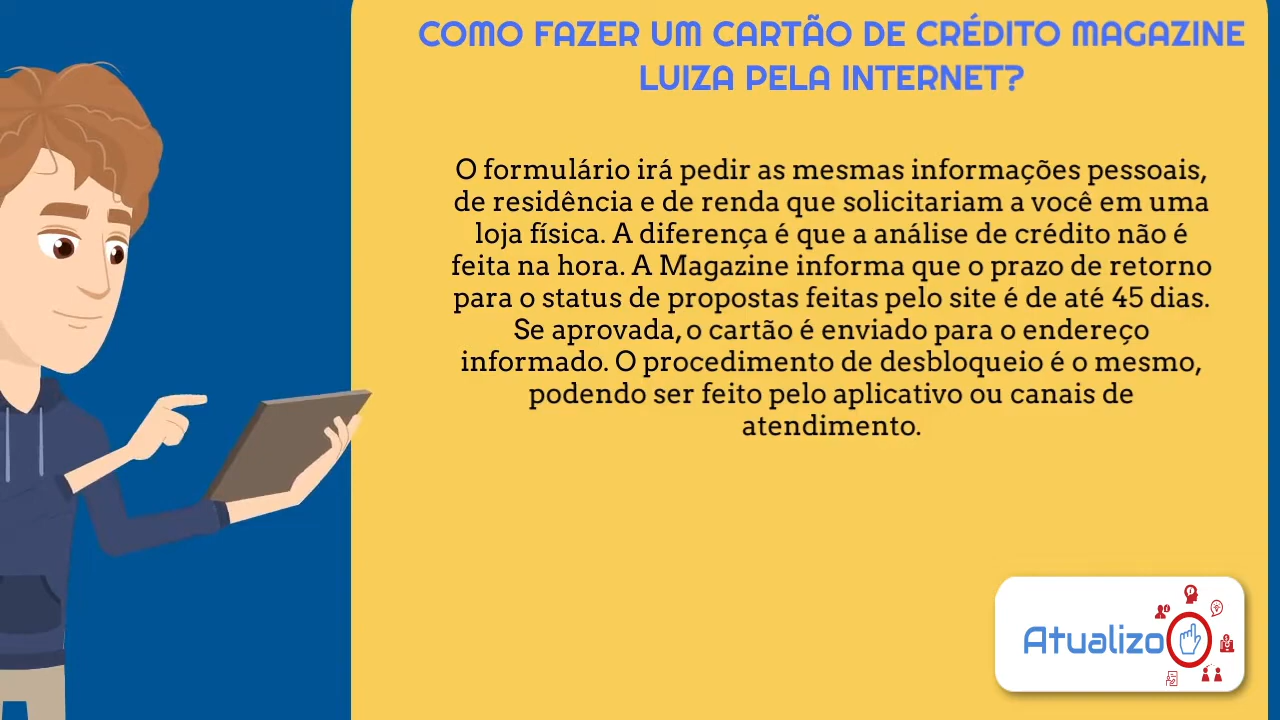 COMO FAZER UM CARTÃO DE CRÉDITO MAGAZINE
LUIZA PELA INTERNET?
O formulário irá pedir as mesmas informações pessoais,
de residência e de renda que solicitariam a você em uma
loja física. A diferença é que a análise de crédito não é
feita na hora. A Magazine informa que o prazo de retorno
para o status de propostas feitas pelo site é de até 45 dias.
Se aprovada, o cartão é enviado para o endereço
informado. O procedimento de desbloqueio é o mesmo,
podendo ser feito pelo aplicativo ou canais de
atendimento.
Atualizo